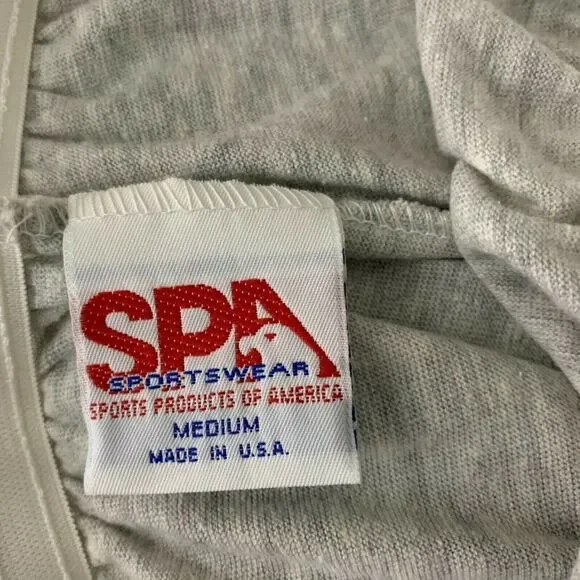 SPA
SPORTSWEAR
SPORTS PRODUCTS OF AMERICA
MEDIUM
MADE IN U.S.A.